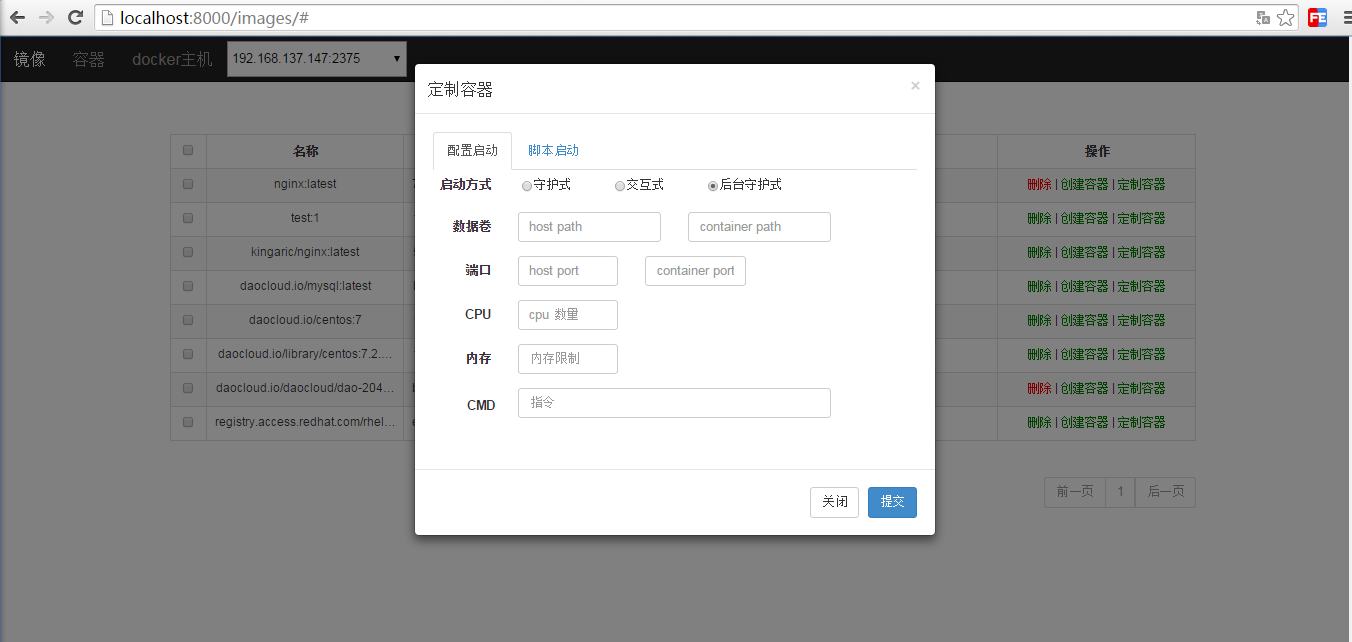 localhost:8000/images/#
镜像 容器 docker主机 192.168.137.147:2375
定制容器 ×
配置启动 脚本启动
启动方式 守护式 交互式 后台守护式
数据卷 host path container path
端口 host port container port
CPU cpu 数量
内存 内存限制
CMD 指令
关闭 提交
名称 操作
nginx:latest 删除 | 创建容器 | 定制容器
test:1 删除 | 创建容器 | 定制容器
kingaric/nginx:latest 删除 | 创建容器 | 定制容器
daocloud.io/mysql:latest 删除 | 创建容器 | 定制容器
daocloud.io/centos:7 删除 | 创建容器 | 定制容器
daocloud.io/library/centos:7.2.... 删除 | 创建容器 | 定制容器
daocloud.io/daocloud/dao-204... 删除 | 创建容器 | 定制容器
registry.access.redhat.com/rhel... 删除 | 创建容器 | 定制容器
前一页 1 后一页